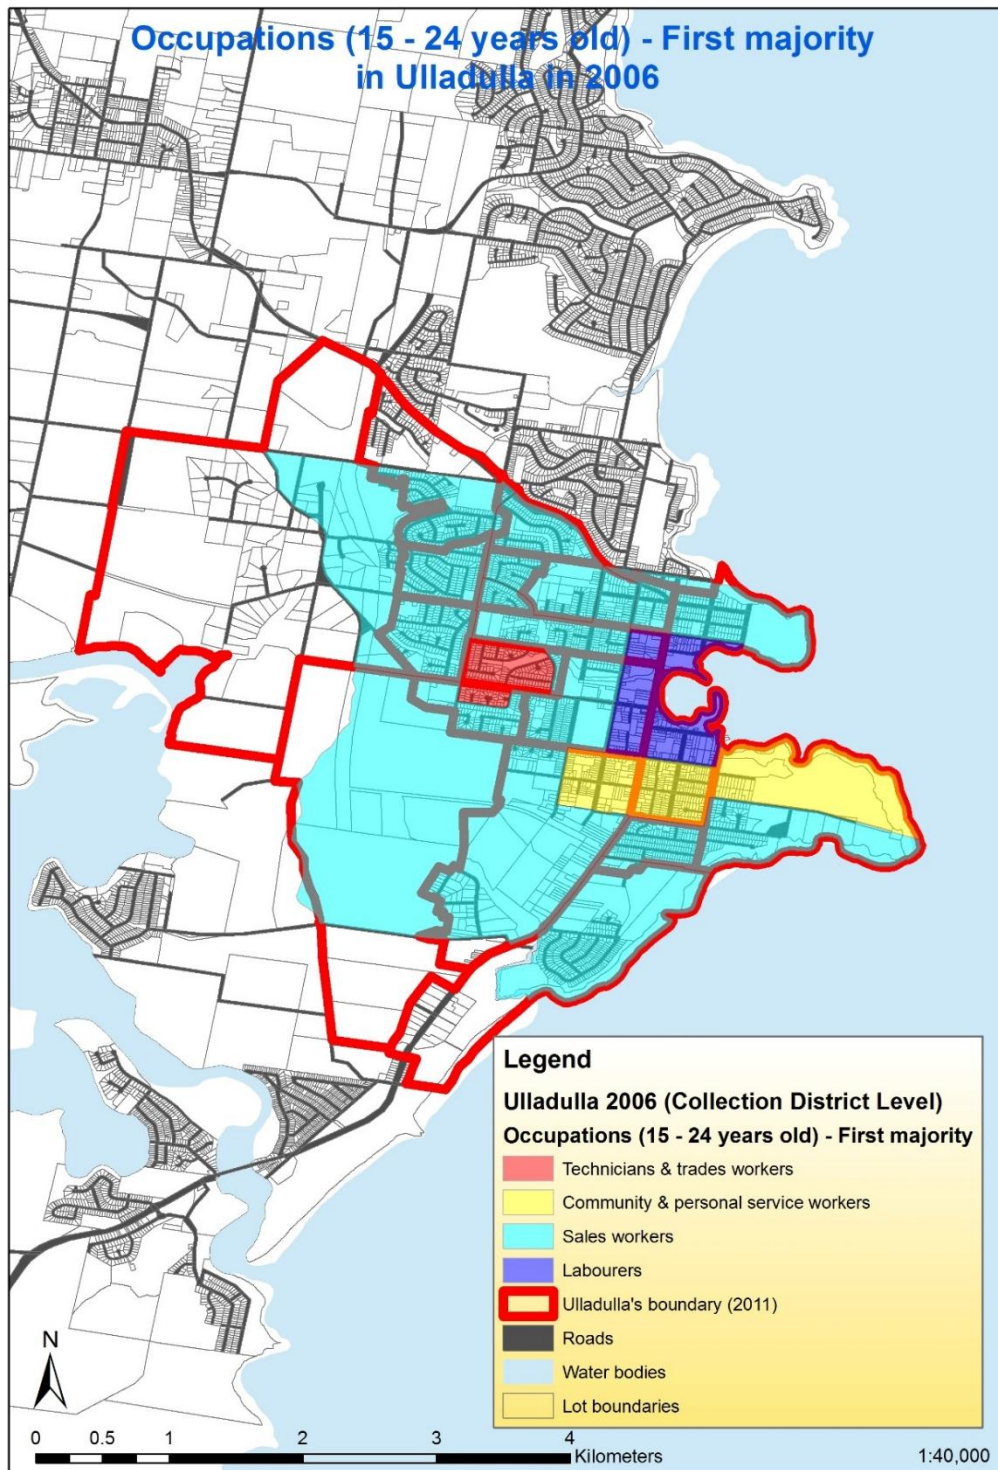 Occupations (15 - 24 years old) - First majority
in Ulladulla in 2006
Legend
Ulladulla 2006 (Collection District Level)
Occupations (15 - 24 years old) - First majority
Technicians & trades workers
Community & personal service workers
Sales workers
Labourers
Ulladulla's boundary (2011)
Roads
Water bodies
Lot boundaries
N
0 0.5 1 2 3 4
Kilometers
1:40,000